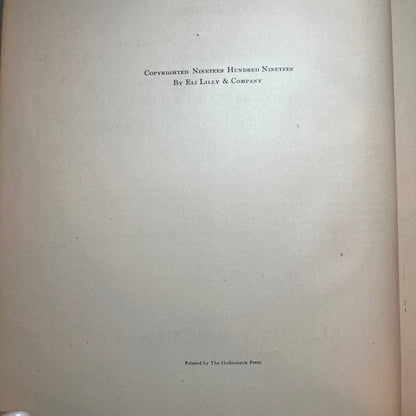 Copyrighted Nineteen Hundred Nineteen
By Eli Lilly & Company
Printed by The Hollenbeck Press